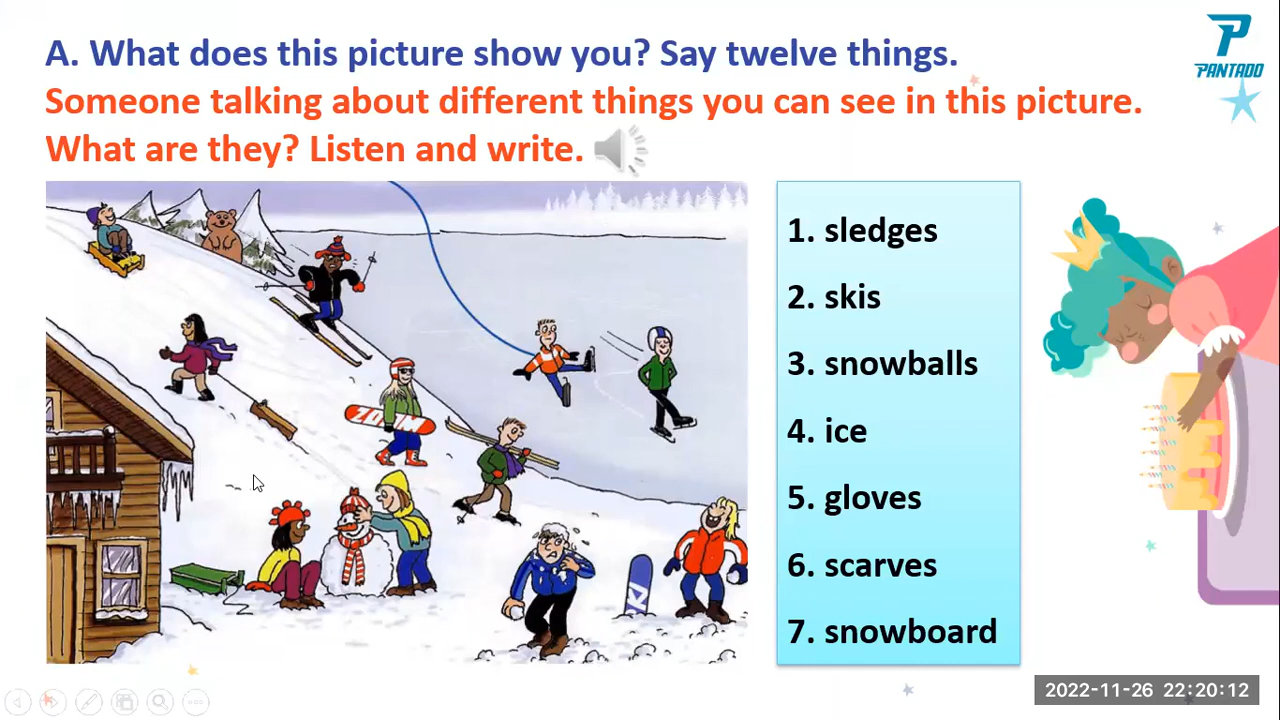 A. What does this picture show you? Say twelve things.
Someone talking about different things you can see in this picture.
What are they? Listen and write.
PANTADO
ZOOM
KI
1. sledges
2. skis
3. snowballs
4. ice
5. gloves
6. scarves
7. snowboard
2022-11-26 22:20:12